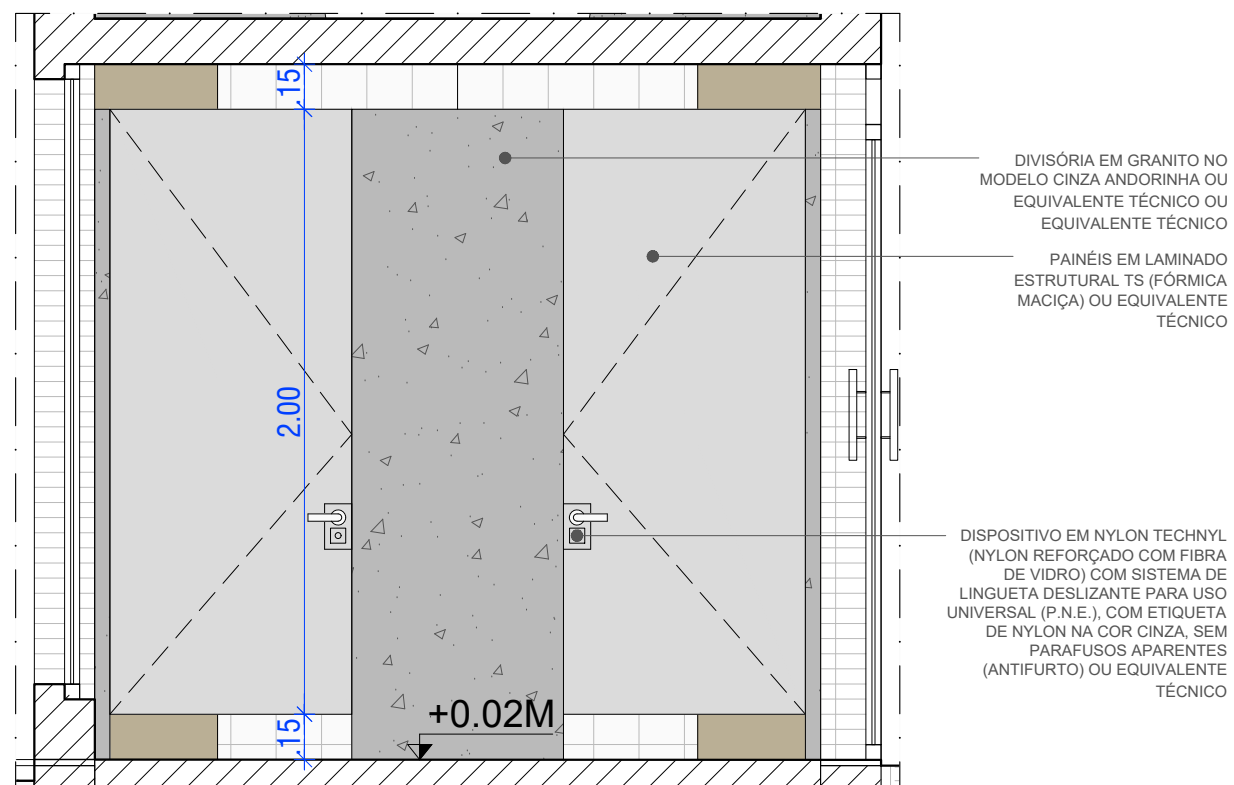 .15
DIVISÓRIA EM GRANITO NO
MODELO CINZA ANDORINHA OU
EQUIVALENTE TÉCNICO OU
EQUIVALENTE TÉCNICO
PAINÉIS EM LAMINADO
ESTRUTURAL TS (FÓRMICA
MACIÇA) OU EQUIVALENTE
TÉCNICO
2.00
DISPOSITIVO EM NYLON TECHNYL
(NYLON REFORÇADO COM FIBRA
DE VIDRO) COM SISTEMA DE
LINGUETA DESLIZANTE PARA USO
UNIVERSAL (P.N.E.), COM ETIQUETA
DE NYLON NA COR CINZA, SEM
PARAFUSOS APARENTES
(ANTIFURTO) OU EQUIVALENTE
TÉCNICO
+0.02M
.15